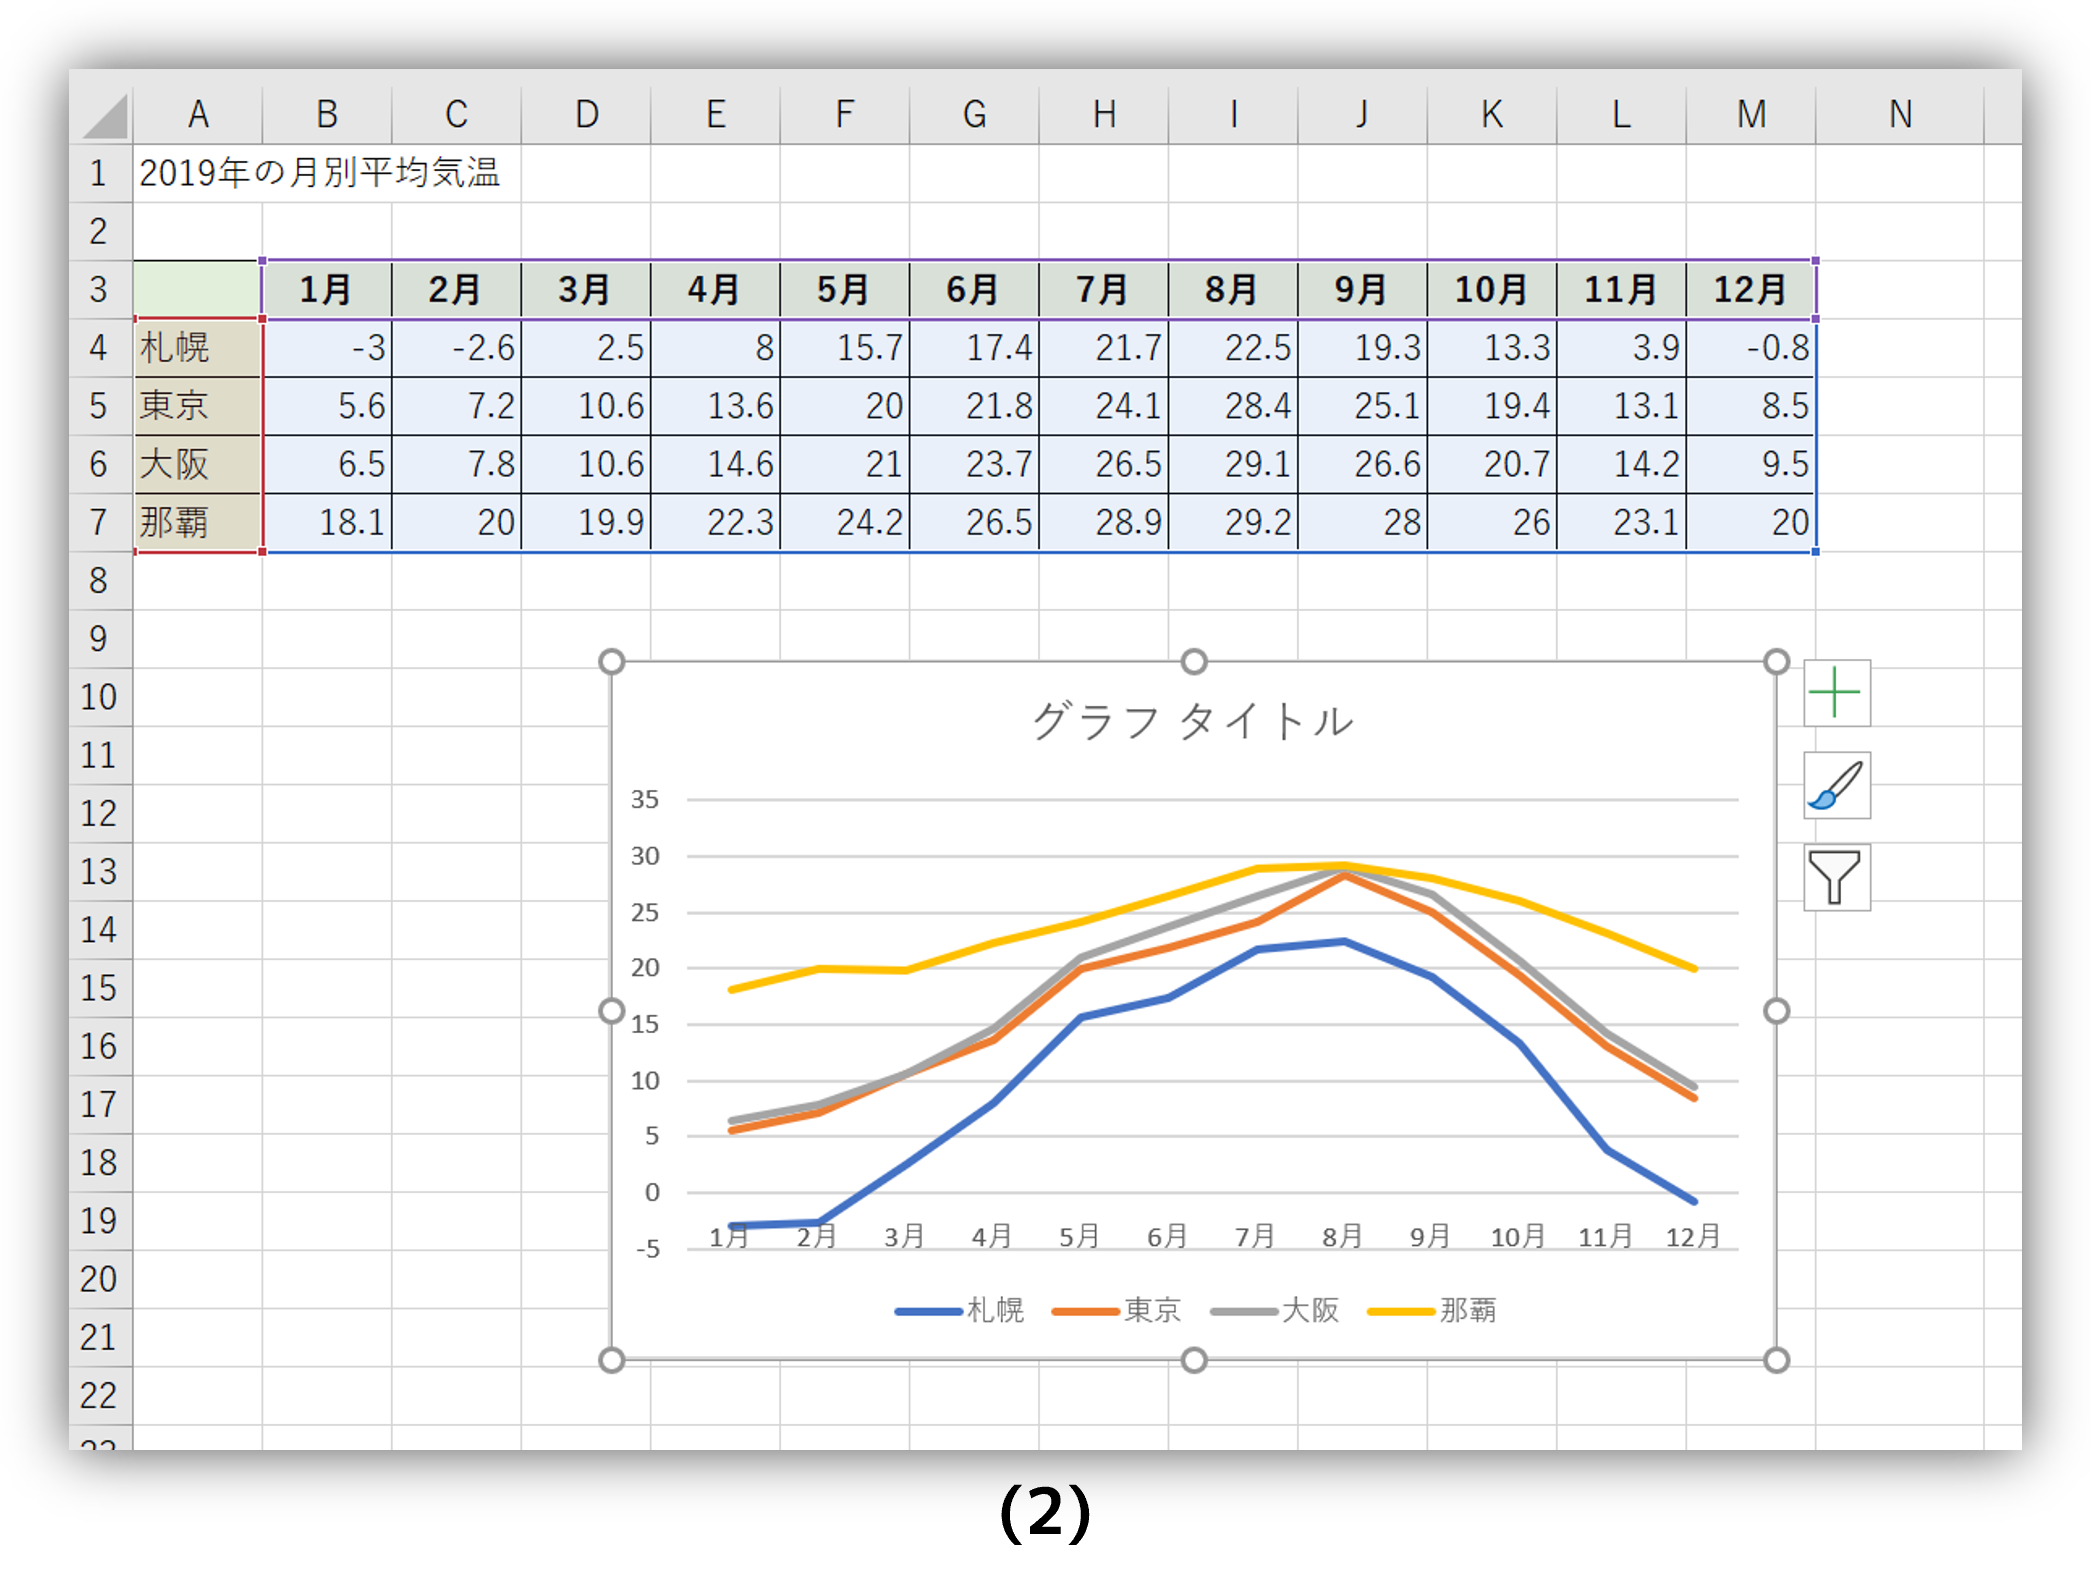 A B C D E F G H I J K L M N
1 2019年の月別平均気温
2
3 1月 2月 3月 4月 5月 6月 7月 8月 9月 10月 11月 12月
4 札幌 -3 -2.6 2.5 8 15.7 17.4 21.7 22.5 19.3 13.3 3.9 -0.8
5 東京 5.6 7.2 10.6 13.6 20 21.8 24.1 28.4 25.1 19.4 13.1 8.5
6 大阪 6.5 7.8 10.6 14.6 21 23.7 26.5 29.1 26.6 20.7 14.2 9.5
7 那覇 18.1 20 19.9 22.3 24.2 26.5 28.9 29.2 28 26 23.1 20
8
9
10
11
12
13
14
15
16
17
18
19
20
21
22
23
グラフ タイトル
35
30
25
20
15
10
5
0
-5
1月 2月 3月 4月 5月 6月 7月 8月 9月 10月 11月 12月
札幌 東京 大阪 那覇
(2)